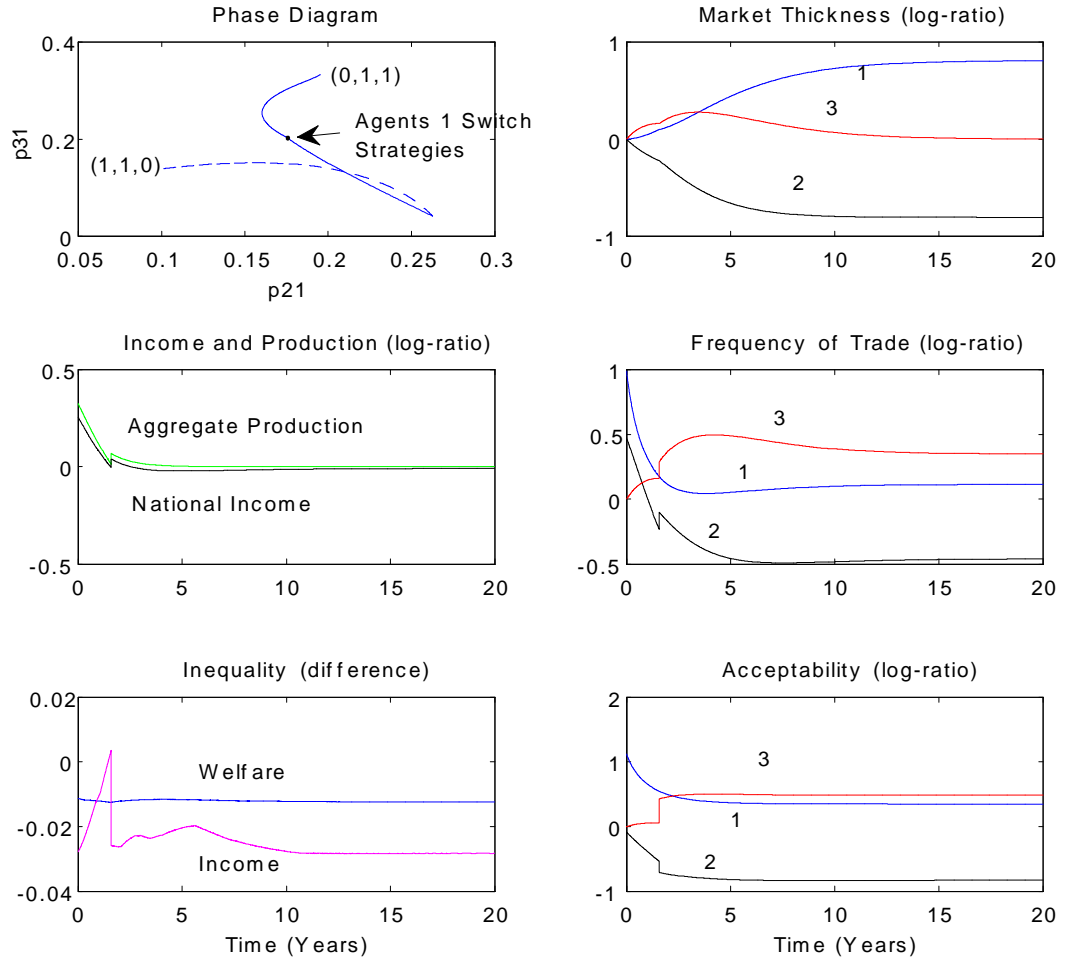 Phase Diagram
0.4
0.2
0
p31
(0,1,1)
Agents 1 Switch
Strategies
(1,1,0)
0.05 0.1 0.15 0.2 0.25 0.3
p21
Market Thickness (log-ratio)
1
0
-1
1
3
2
0 5 10 15 20
Income and Production (log-ratio)
0.5
0
-0.5
Aggregate Production
National Income
0 5 10 15 20
Frequency of Trade (log-ratio)
1
0.5
0
-0.5
3
1
2
0 5 10 15 20
Inequality (difference)
0.02
0
-0.02
-0.04
Welfare
Income
0 5 10 15 20
Time (Years)
Acceptability (log-ratio)
2
1
0
-1
3
1
2
0 5 10 15 20
Time (Years)